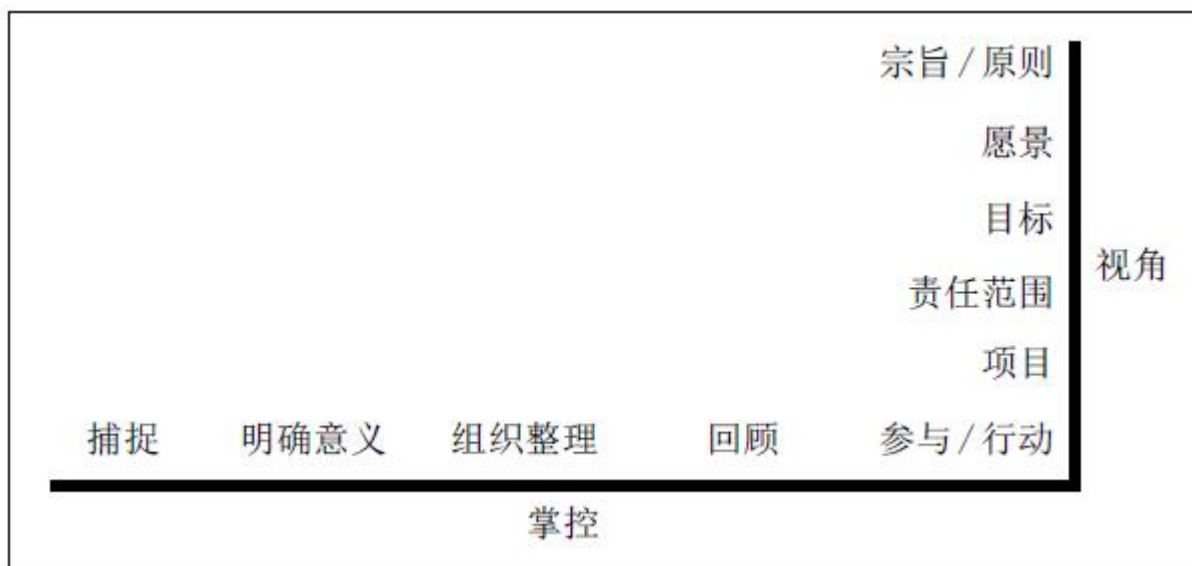 宗旨/原则
愿景
目标
视角
责任范围
项目
捕捉 明确意义 组织整理 回顾 参与/行动
掌控